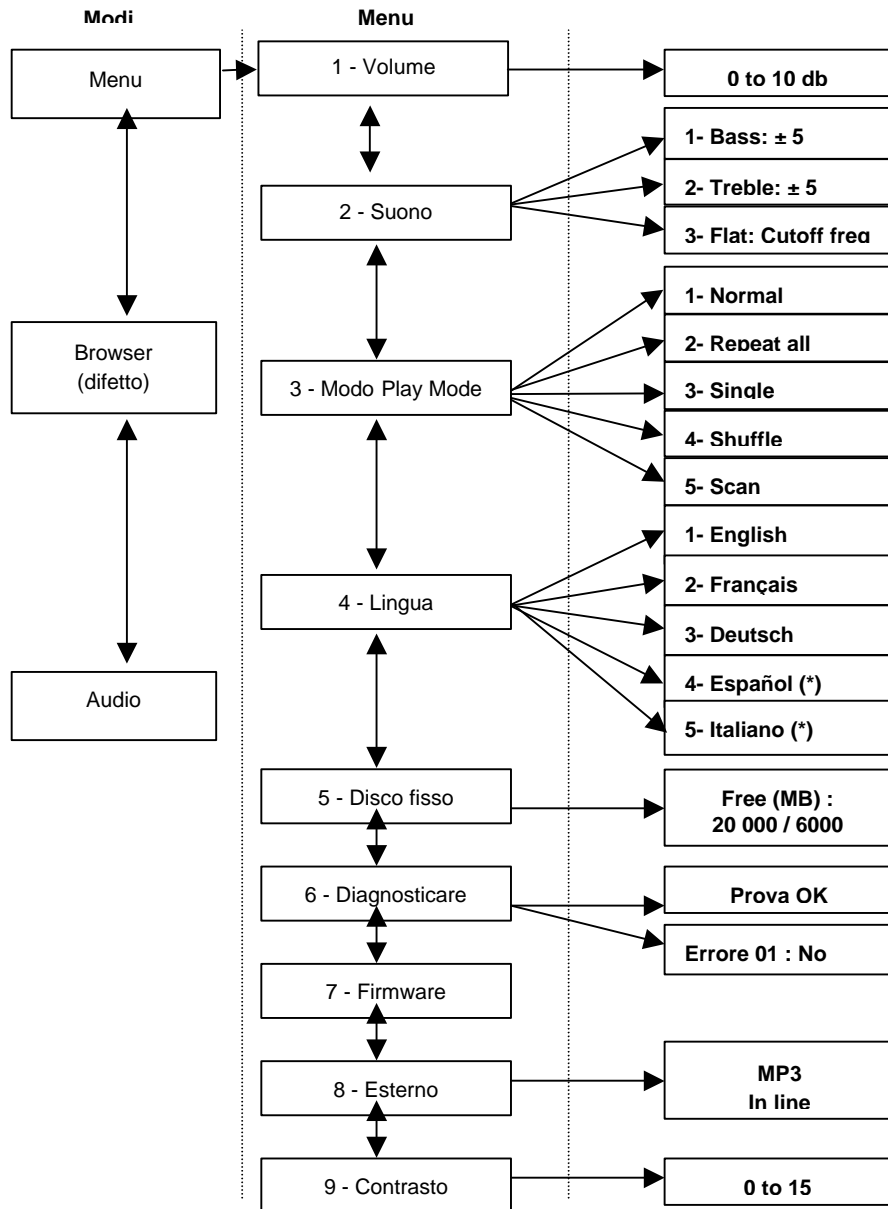 Modi
Menu
Menu
1 - Volume
0 to 10 db
1- Bass: ± 5
2 - Suono
2- Treble: ± 5
3- Flat: Cutoff freq
1- Normal
Browser
(difetto)
2- Repeat all
3 - Modo Play Mode
3- Single
4- Shuffle
5- Scan
1- English
4 - Lingua
2- Français
3- Deutsch
Audio
4- Español (*)
5- Italiano (*)
5 - Disco fisso
Free (MB) :
20 000 / 6000
6 - Diagnosticare
Prova OK
Errore 01 : No
7 - Firmware
8 - Esterno
MP3
In line
9 - Contrasto
0 to 15